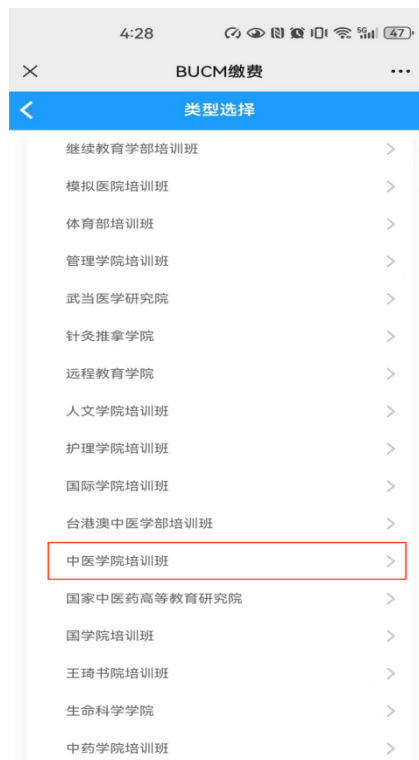 4:28 5G 47
BUCM缴费
类型选择
继续教育学部培训班
模拟医院培训班
体育部培训班
管理学院培训班
武当医学研究院
针灸推拿学院
远程教育学院
人文学院培训班
护理学院培训班
国际学院培训班
台港澳中医学部培训班
中医学院培训班
国家中医药高等教育研究院
国学院培训班
王琦书院培训班
生命科学学院
中药学院培训班